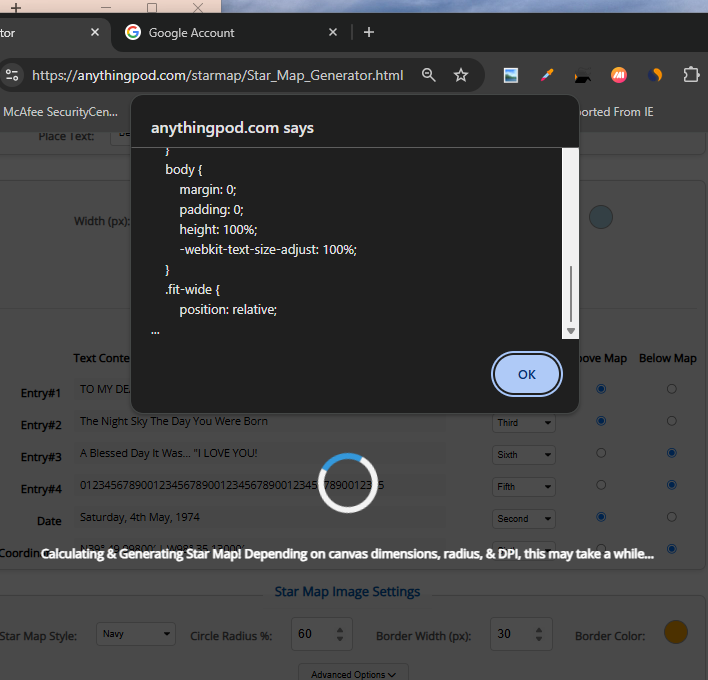 tor
Google Account
https://anythingpod.com/starmap/Star_Map_Generator.html
McAfee SecurityCen...
orted From IE
anythingpod.com says
}
body {
margin: 0;
padding: 0;
height: 100%;
-webkit-text-size-adjust: 100%;
}
.fit-wide {
position: relative;
...
OK
Place Text:
Width (px):
Text Conte
ove Map Below Map
Entry#1 TO MY DE
Entry#2 The Night Sky The Day You Were Born Third
Entry#3 A Blessed Day It Was... "I LOVE YOU! Sixth
Entry#4 Fifth
Date Saturday, 4th May, 1974 Second
Coordin
Calculating & Generating Star Map! Depending on canvas dimensions, radius, & DPI, this may take a while...
Star Map Image Settings
Star Map Style: Navy Circle Radius %: 60 Border Width (px): 30 Border Color:
Advanced Options